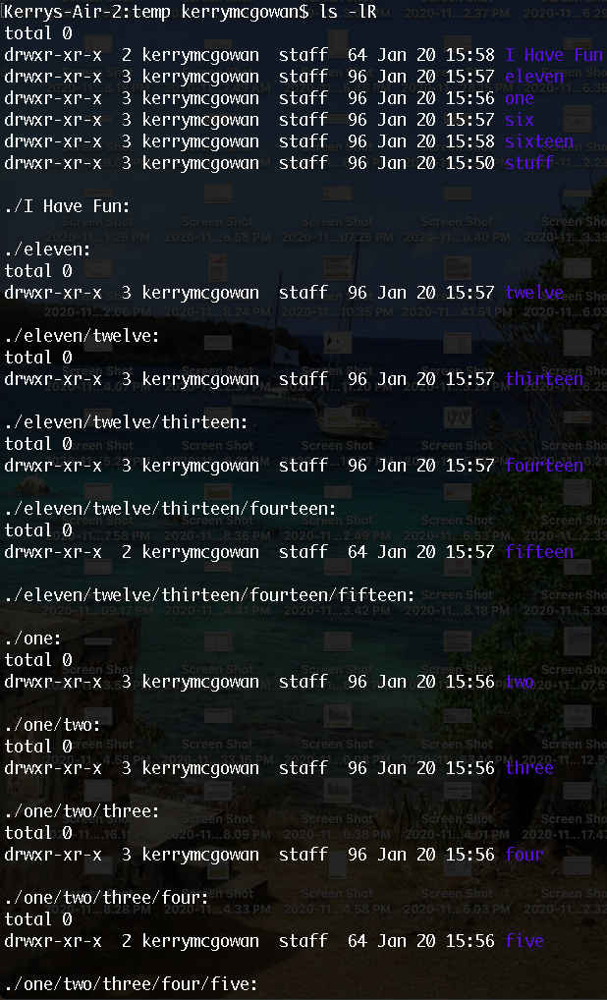 Kerrys-Air-2:temp kerrymcgowan$ ls -lR
total 0
drwxr-xr-x  2 kerrymcgowan  staff  64 Jan 20 15:58 I Have Fun
drwxr-xr-x  3 kerrymcgowan  staff  96 Jan 20 15:57 eleven
drwxr-xr-x  3 kerrymcgowan  staff  96 Jan 20 15:56 one
drwxr-xr-x  3 kerrymcgowan  staff  96 Jan 20 15:57 six
drwxr-xr-x  3 kerrymcgowan  staff  96 Jan 20 15:58 sixteen
drwxr-xr-x  3 kerrymcgowan  staff  96 Jan 20 15:50 stuff
./I Have Fun:
./eleven:
total 0
drwxr-xr-x  3 kerrymcgowan  staff  96 Jan 20 15:57 twelve
./eleven/twelve:
total 0
drwxr-xr-x  3 kerrymcgowan  staff  96 Jan 20 15:57 thirteen
./eleven/twelve/thirteen:
total 0
drwxr-xr-x  3 kerrymcgowan  staff  96 Jan 20 15:57 fourteen
./eleven/twelve/thirteen/fourteen:
total 0
drwxr-xr-x  2 kerrymcgowan  staff  64 Jan 20 15:57 fifteen
./eleven/twelve/thirteen/fourteen/fifteen:
./one:
total 0
drwxr-xr-x  3 kerrymcgowan  staff  96 Jan 20 15:56 two
./one/two:
total 0
drwxr-xr-x  3 kerrymcgowan  staff  96 Jan 20 15:56 three
./one/two/three:
total 0
drwxr-xr-x  3 kerrymcgowan  staff  96 Jan 20 15:56 four
./one/two/three/four:
total 0
drwxr-xr-x  2 kerrymcgowan  staff  64 Jan 20 15:56 five
./one/two/three/four/five: